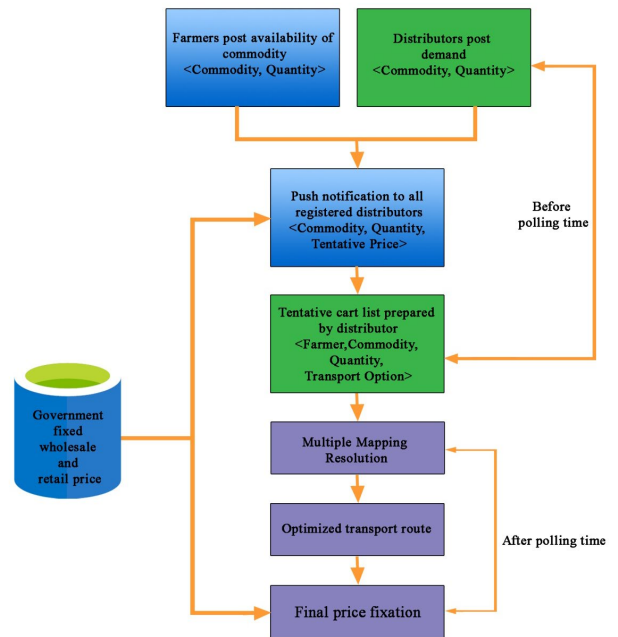 Farmers post availability of
commodity
<Commodity, Quantity>
Distributors post
demand
<Commodity, Quantity>
Push notification to all
registered distributors
<Commodity, Quantity,
Tentative Price>
Before
polling time
Tentative cart list prepared
by distributor
<Farmer,Commodity,
Quantity,
Transport Option>
Government
fixed
wholesale
and
retail price
Multiple Mapping
Resolution
Optimized transport route
After polling time
Final price fixation